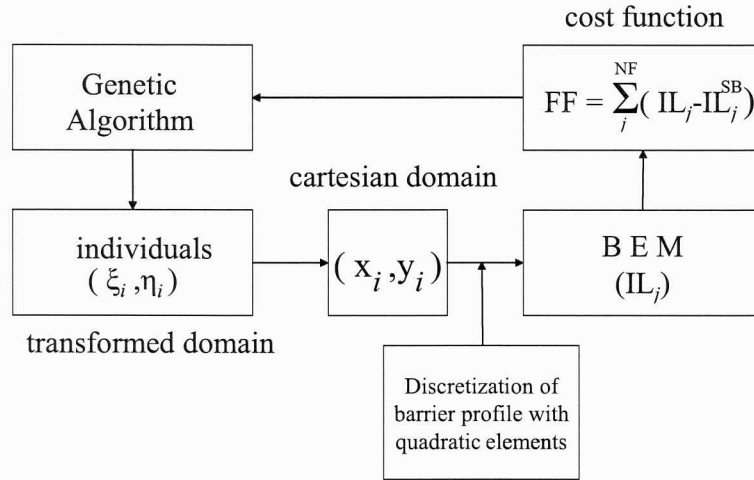 cost function
Genetic
Algorithm
FF = \sum_{j}^{NF} ( IL_j-IL_j^{SB})
cartesian domain
individuals
( ξ_i ,η_i )
( x_i ,y_i )
B E M
(IL_j)
transformed domain
Discretization of
barrier profile with
quadratic elements